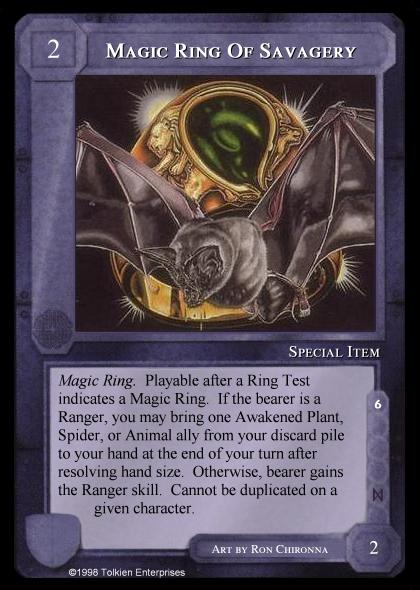 2
MAGIC RING OF SAVAGERY
SPECIAL ITEM
Magic Ring. Playable after a Ring Test
indicates a Magic Ring. If the bearer is a
Ranger, you may bring one Awakened Plant,
Spider, or Animal ally from your discard pile
to your hand at the end of your turn after
resolving hand size. Otherwise, bearer gains
the Ranger skill. Cannot be duplicated on a
given character.
6
ART BY RON CHIRONNA
2
©1998 Tolkien Enterprises